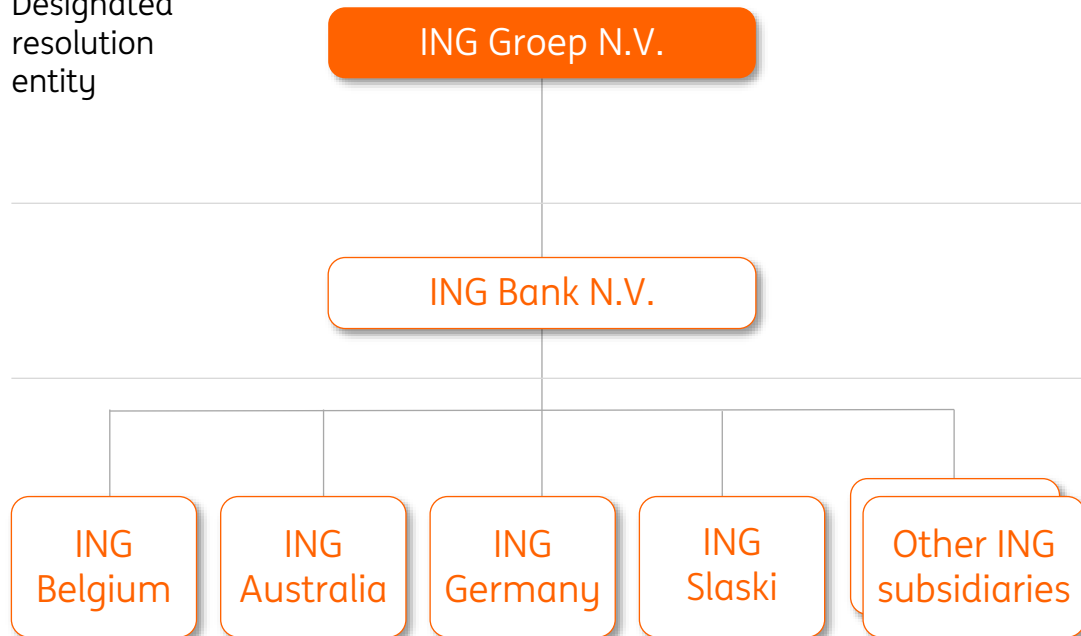 Designated
resolution
entity
ING Groep N.V.
ING Bank N.V.
ING
Belgium
ING
Australia
ING
Germany
ING
Slaski
Other ING
subsidiaries